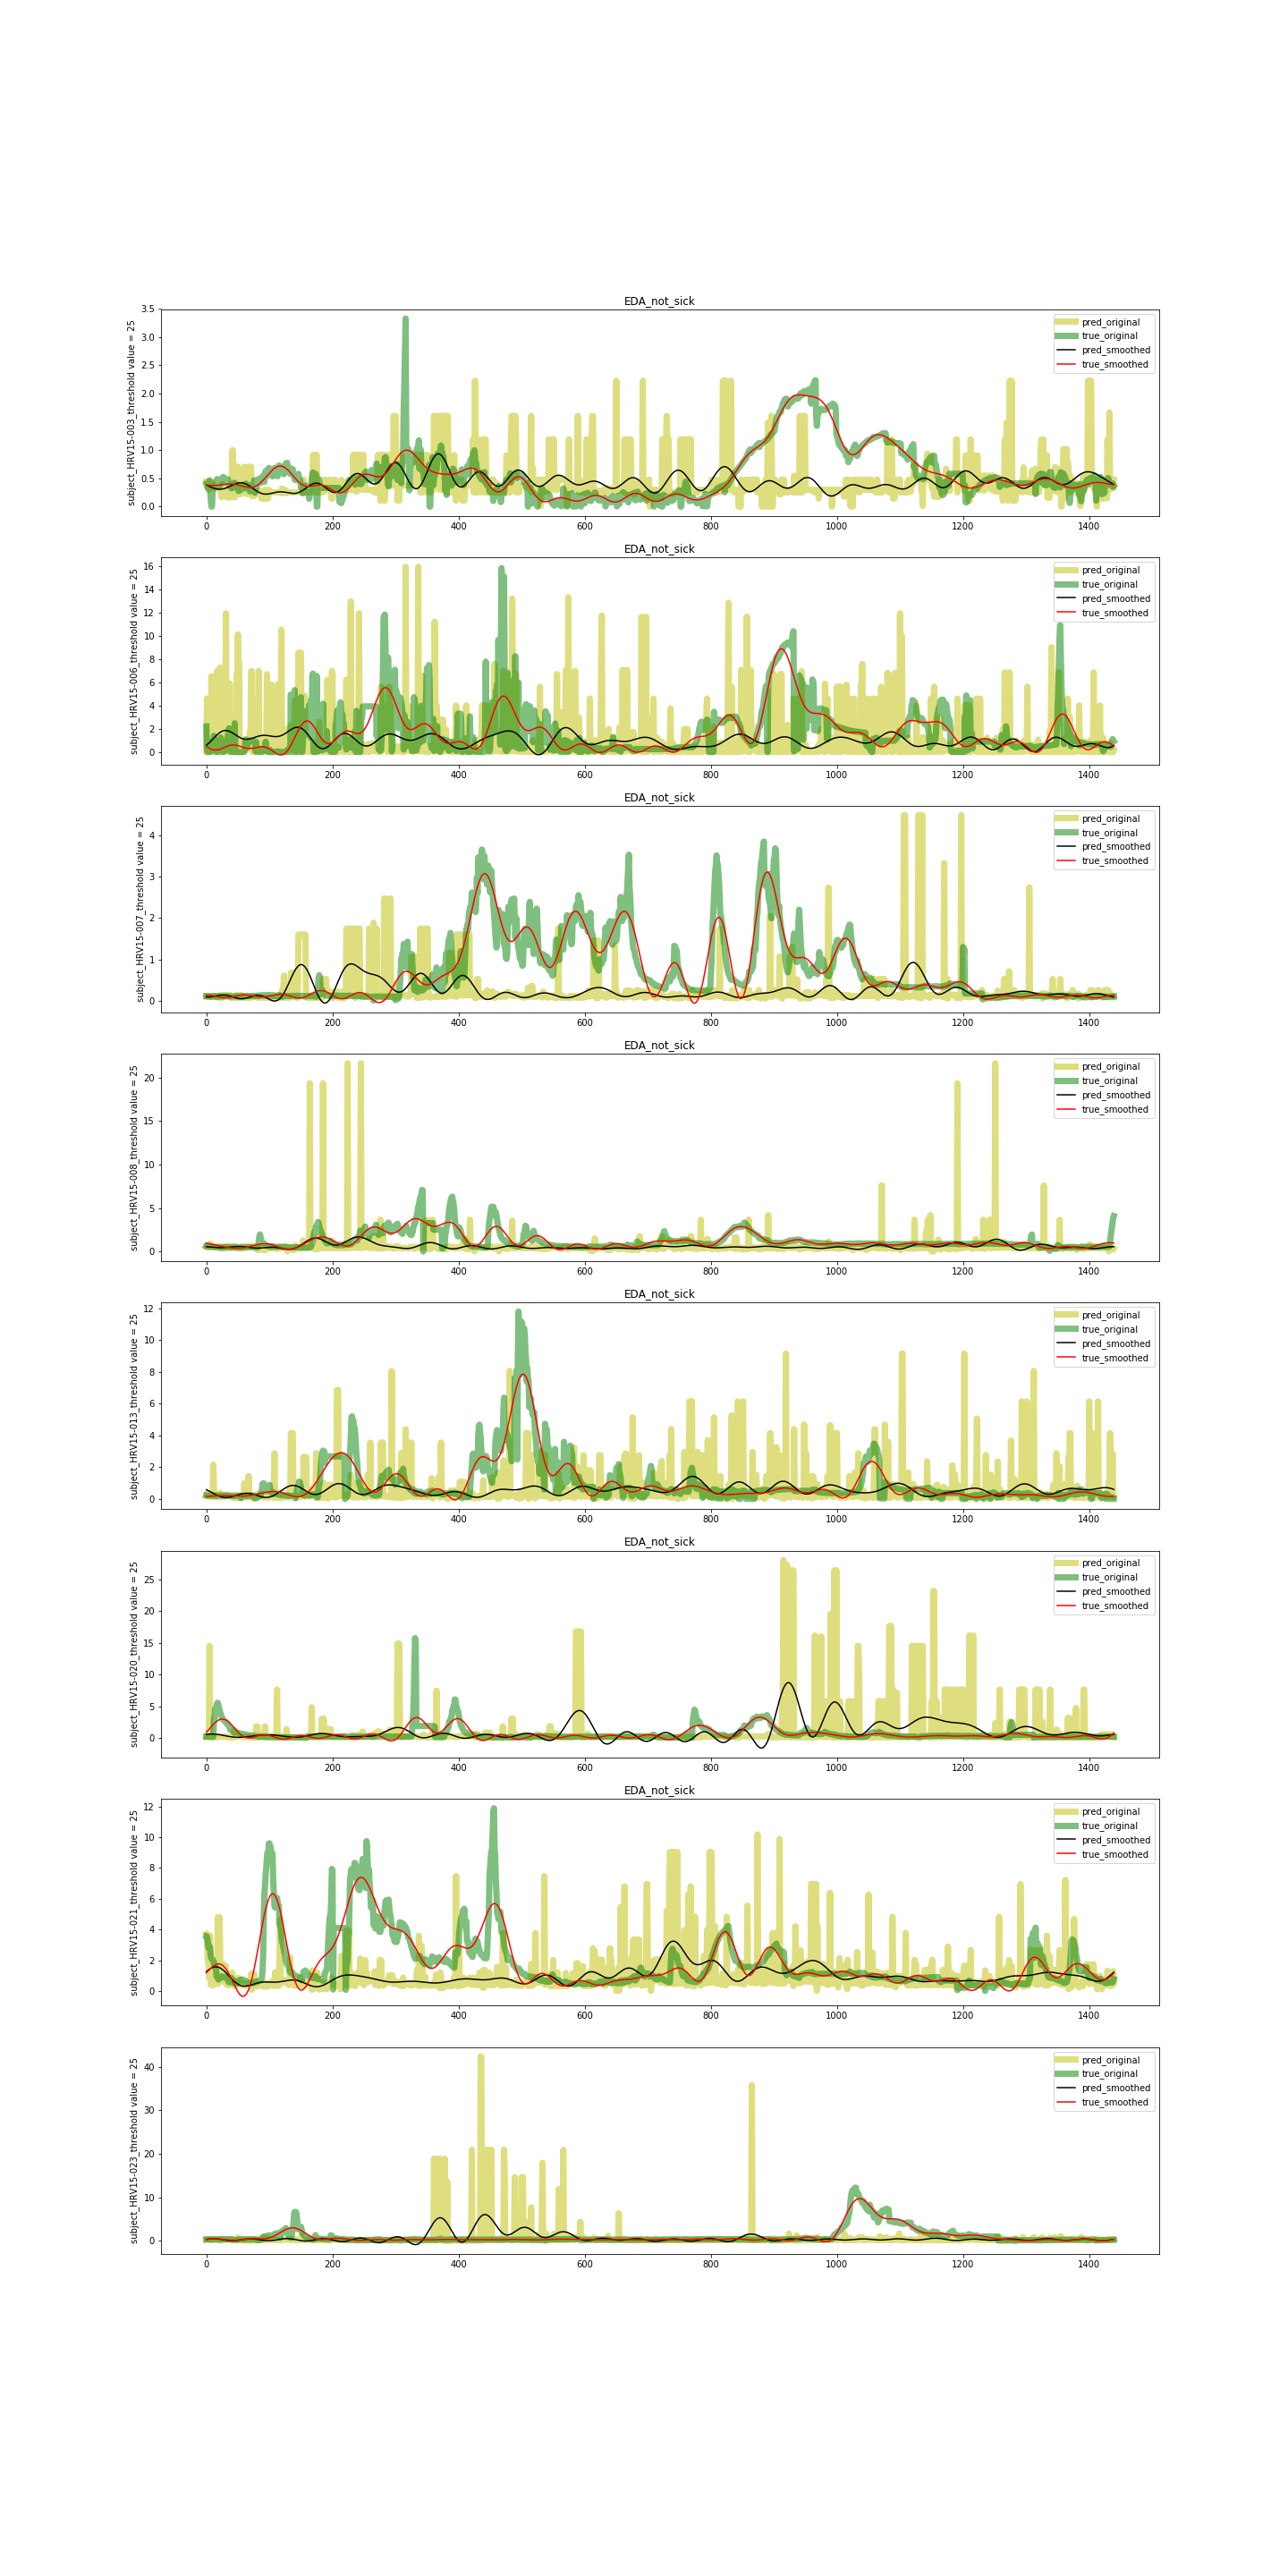 EDA_not_sick
subject_HRV15-003_threshold value = 25
3.5
3.0
2.5
2.0
1.5
1.0
0.5
0.0
pred_original
true_original
pred_smoothed
true_smoothed
0 200 400 600 800 1000 1200 1400
EDA_not_sick
subject_HRV15-006_threshold value = 25
16
14
12
10
8
6
4
2
0
pred_original
true_original
pred_smoothed
true_smoothed
0 200 400 600 800 1000 1200 1400
EDA_not_sick
subject_HRV15-007_threshold value = 25
4
3
2
1
0
pred_original
true_original
pred_smoothed
true_smoothed
0 200 400 600 800 1000 1200 1400
EDA_not_sick
subject_HRV15-008_threshold value = 25
20
15
10
5
0
pred_original
true_original
pred_smoothed
true_smoothed
0 200 400 600 800 1000 1200 1400
EDA_not_sick
subject_HRV15-013_threshold value = 25
12
10
8
6
4
2
0
pred_original
true_original
pred_smoothed
true_smoothed
0 200 400 600 800 1000 1200 1400
EDA_not_sick
subject_HRV15-020_threshold value = 25
25
20
15
10
5
0
pred_original
true_original
pred_smoothed
true_smoothed
0 200 400 600 800 1000 1200 1400
EDA_not_sick
subject_HRV15-021_threshold value = 25
12
10
8
6
4
2
0
pred_original
true_original
pred_smoothed
true_smoothed
0 200 400 600 800 1000 1200 1400
subject_HRV15-023_threshold value = 25
40
30
20
10
0
pred_original
true_original
pred_smoothed
true_smoothed
0 200 400 600 800 1000 1200 1400